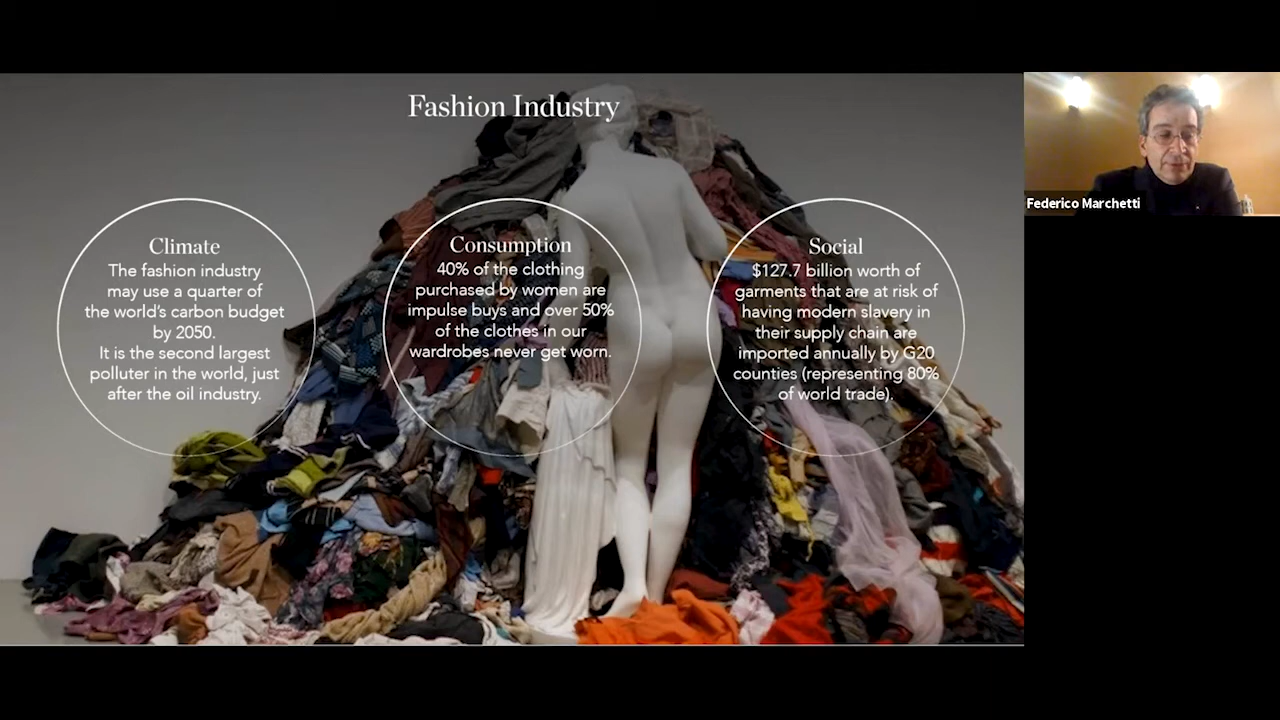 Fashion Industry
Climate
The fashion industry
may use a quarter of
the world's carbon budget
by 2050.
It is the second largest
polluter in the world, just
after the oil industry.
Consumption
40% of the clothing
purchased by women are
impulse buys and over 50%
of the clothes in our
wardrobes never get worn.
Social
$127.7 billion worth of
garments that are at risk of
having modern slavery in
their supply chain are
imported annually by G20
counties (representing 80%
of world trade).
Federico Marchetti